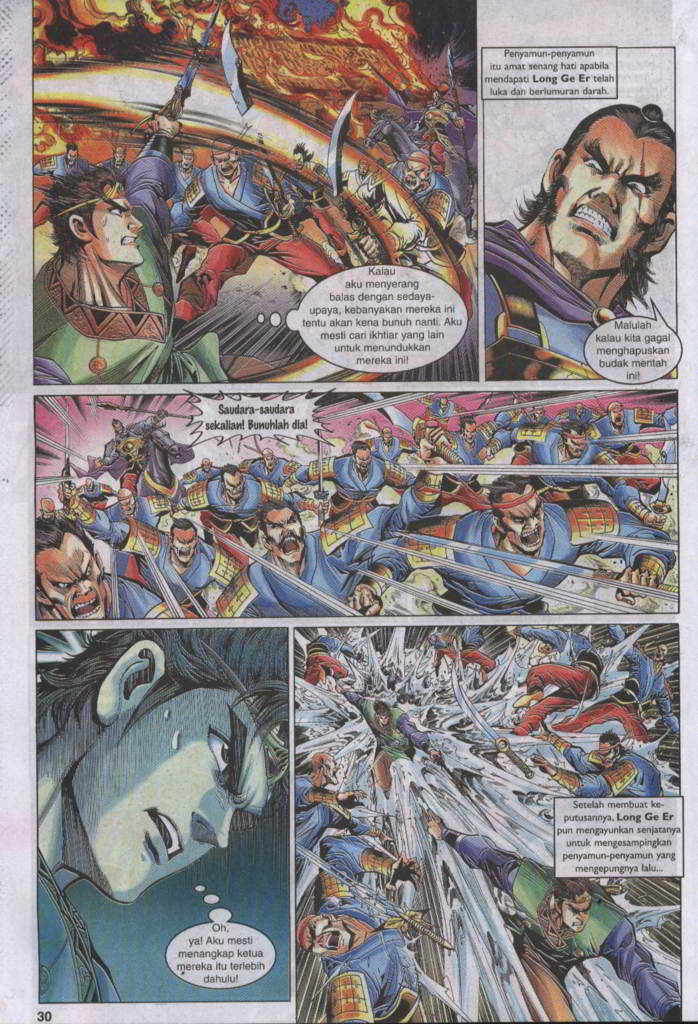 Kalau
aku menyerang
balas dengan sedaya-
upaya, kebanyakan mereka ini
tentu akan kena bunuh nanti. Aku
mesti cari ikhtiar yang lain
untuk menundukkan
mereka ini!
Penyamun-penyamun
itu amat senang hati apabila
mendapati Long Ge Er telah
luka dan berlumuran darah.
Malulah
kalau kita gagal
menghapuskan
budak mentah
ini!
Saudara-saudara
sekalian! Bunuhlah dia!
Oh,
ya! Aku mesti
menangkap ketua
mereka itu terlebih
dahulu!
Setelah membuat ke-
putusannya, Long Ge Er
pun mengayunkan senjatanya
untuk mengesampingkan
penyamun-penyamun yang
mengepungnya lalu...
30